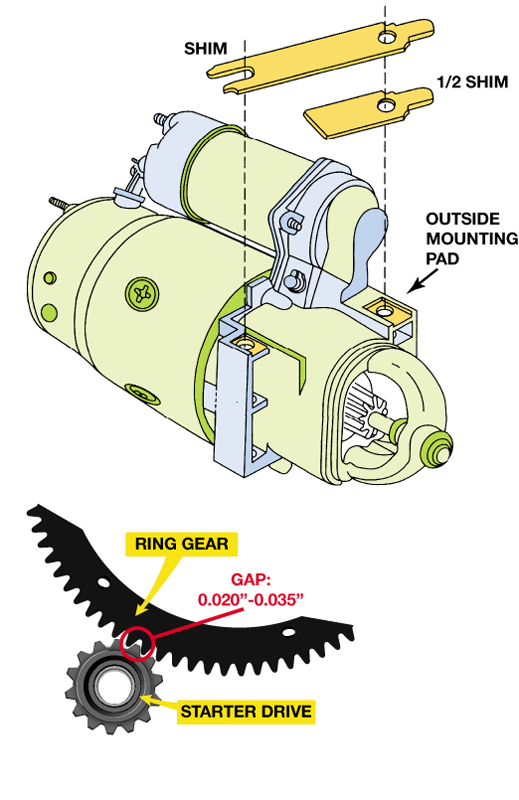 SHIM
1/2 SHIM
OUTSIDE
MOUNTING
PAD
RING GEAR
GAP:
0.020”-0.035”
STARTER DRIVE